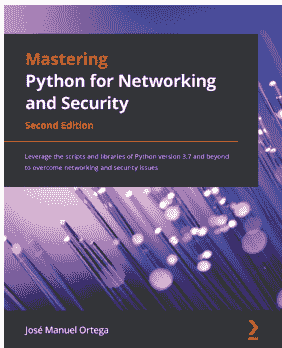 Mastering
Python for Networking
and Security
Second Edition
Leverage the scripts and libraries of Python version 3.7 and beyond
to overcome networking and security issues
José Manuel Ortega